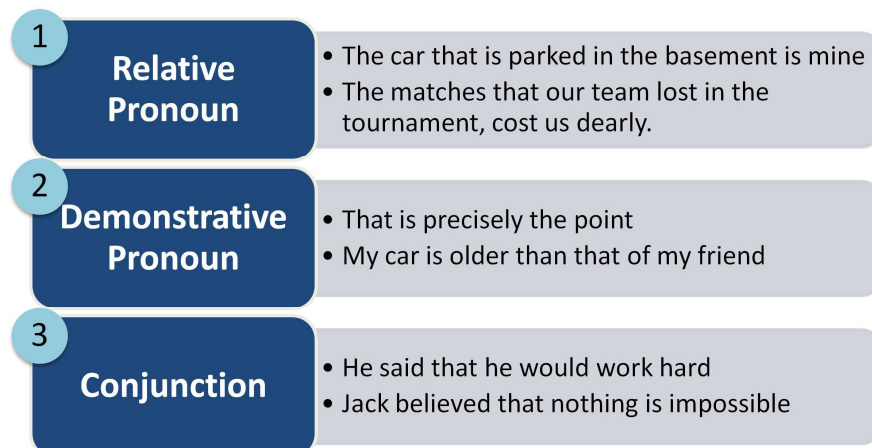 1
Relative
Pronoun
• The car that is parked in the basement is mine
• The matches that our team lost in the
tournament, cost us dearly.
2
Demonstrative
Pronoun
• That is precisely the point
• My car is older than that of my friend
3
Conjunction
• He said that he would work hard
• Jack believed that nothing is impossible